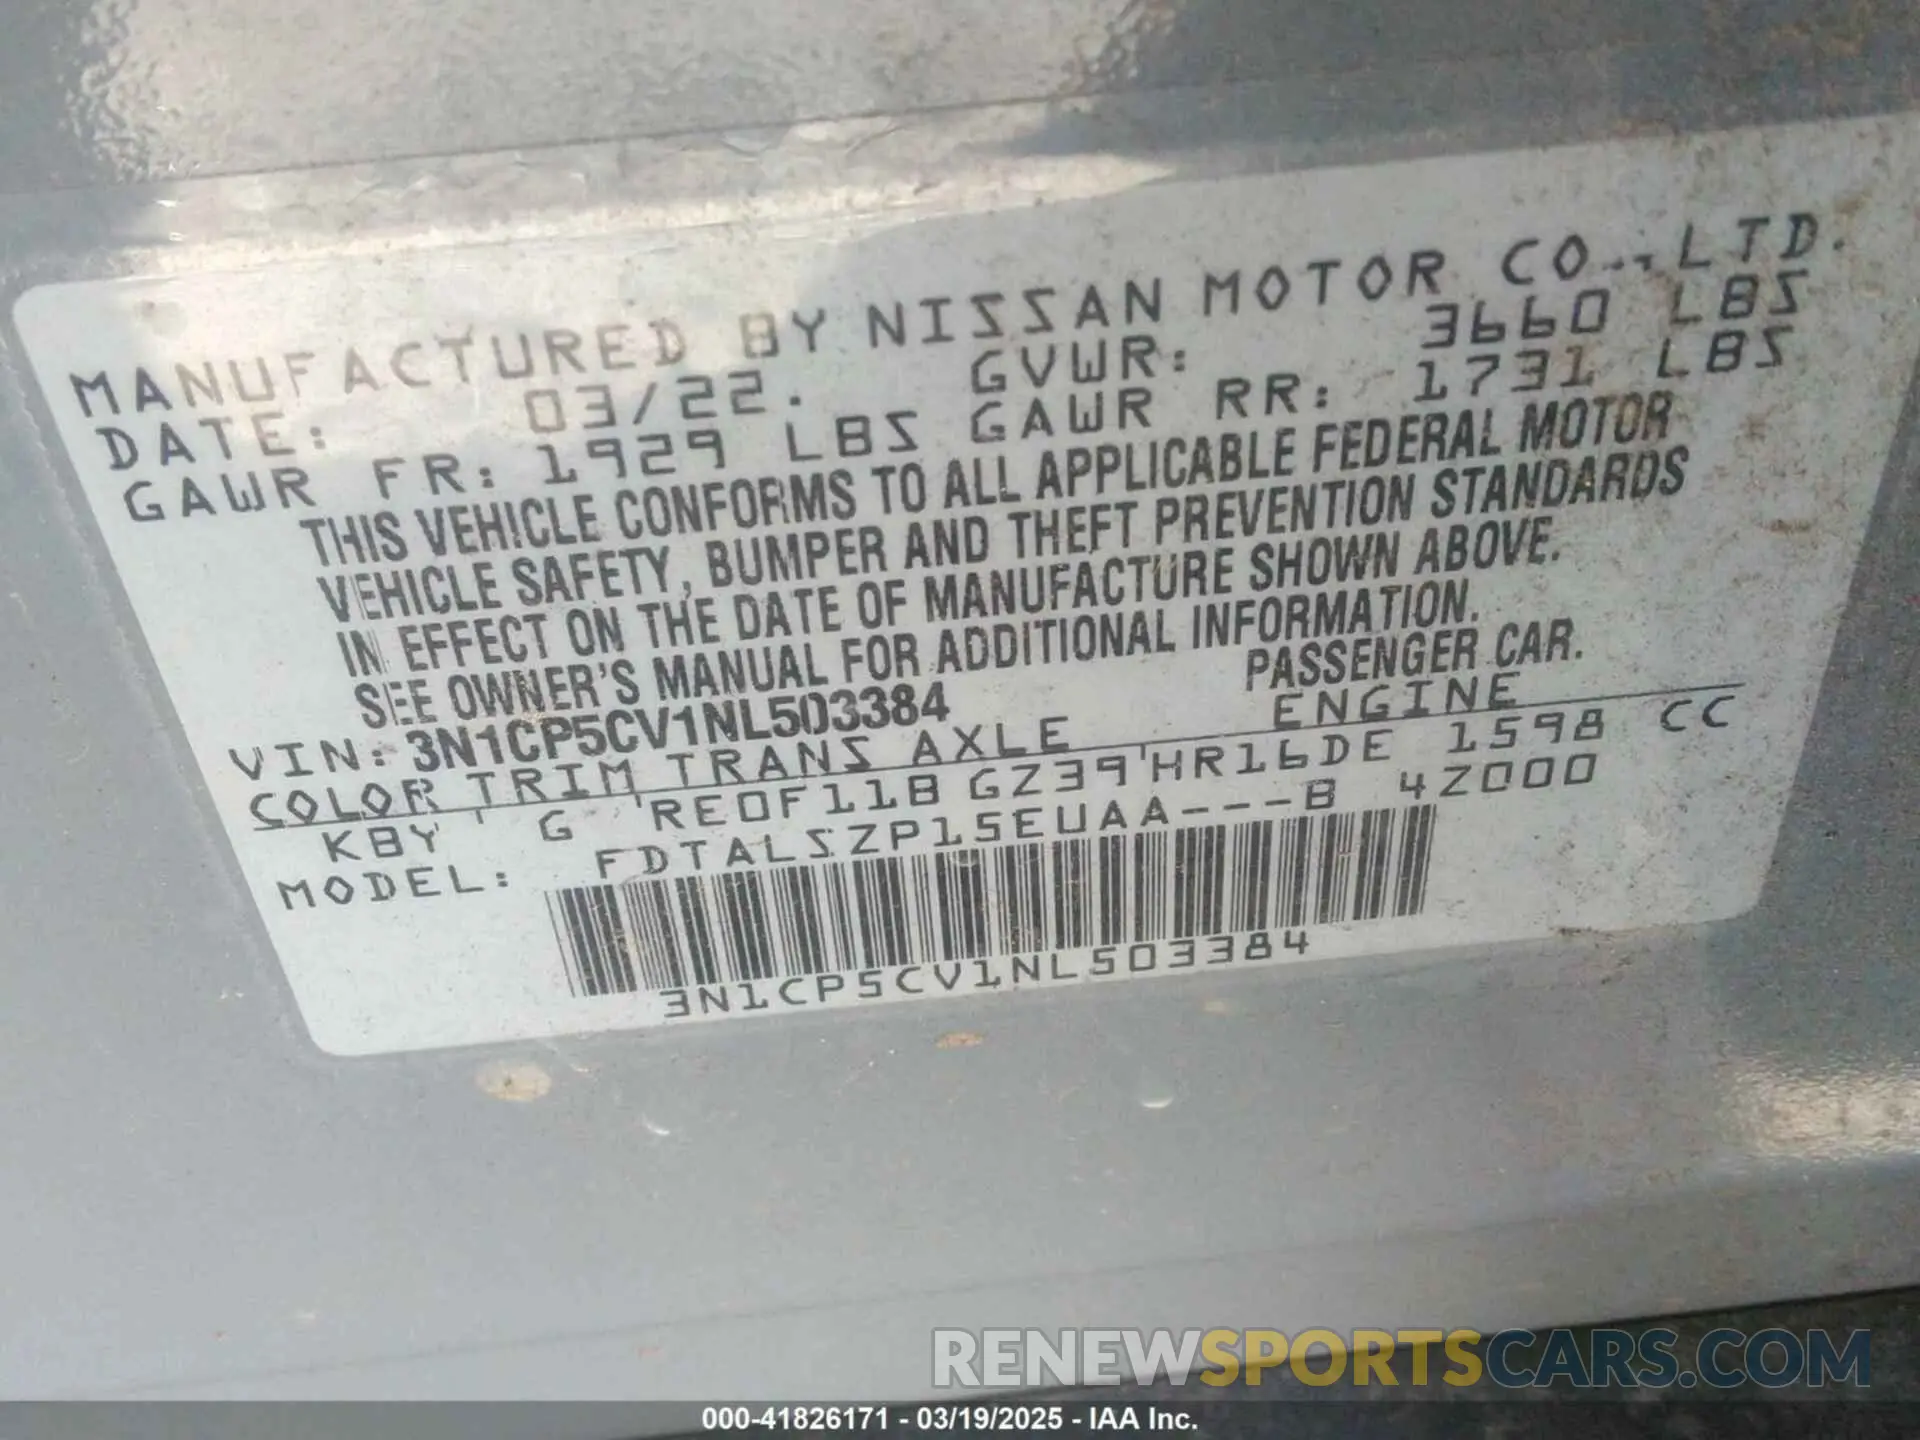 MANUFACTURED BY NISSAN MOTOR CO.,LTD.
DATE: 03/22. GVWR: 3660 LBS
GAWR FR: 1929 LBS GAWR RR: 1731 LBS
THIS VEHICLE CONFORMS TO ALL APPLICABLE FEDERAL MOTOR
VEHICLE SAFETY, BUMPER AND THEFT PREVENTION STANDARDS
IN EFFECT ON THE DATE OF MANUFACTURE SHOWN ABOVE.
SEE OWNER'S MANUAL FOR ADDITIONAL INFORMATION.
VIN: 3N1CP5CV1NL503384 PASSENGER CAR.
COLOR TRIM TRANS AXLE ENGINE
KBY ' G 'RE0F11B GZ39'HR16DE 1598 CC
MODEL: FDTALSZP15EUAA---B 4Z000
3N1CP5CV1NL503384
RENEWSPORTSCARS.COM
000-41826171 - 03/19/2025 - IAA Inc.